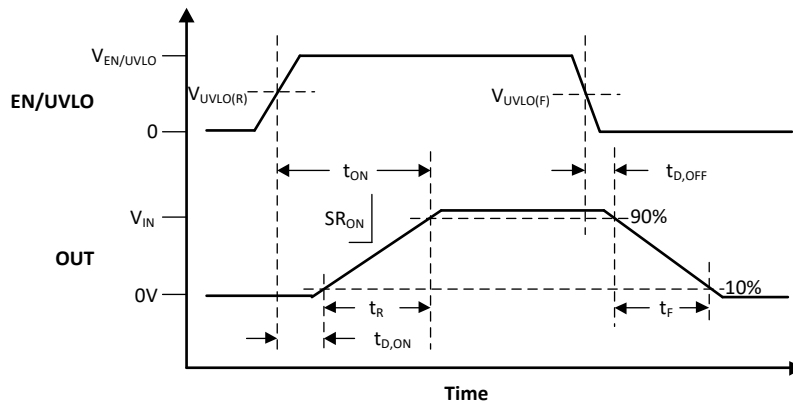 V_EN/UVLO
EN/UVLO
V_UVLO(R)
V_UVLO(F)
0
t_ON
t_D,OFF
V_IN
SR_ON
90%
OUT
0V
10%
t_R
t_F
t_D,ON
Time